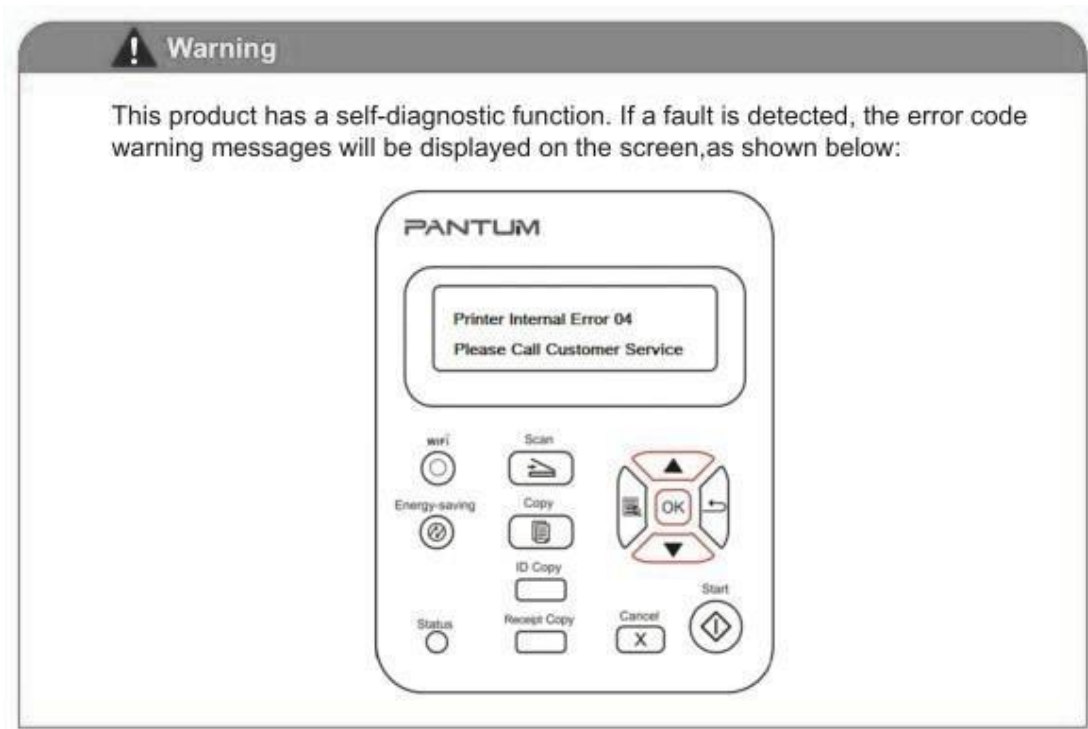 Warning
This product has a self-diagnostic function. If a fault is detected, the error code
warning messages will be displayed on the screen,as shown below:
PANTUM
Printer Internal Error 04
Please Call Customer Service
WiFi
Scan
Energy-saving
Copy
OK
ID Copy
Start
Status
Receipt Copy
Cancel
X